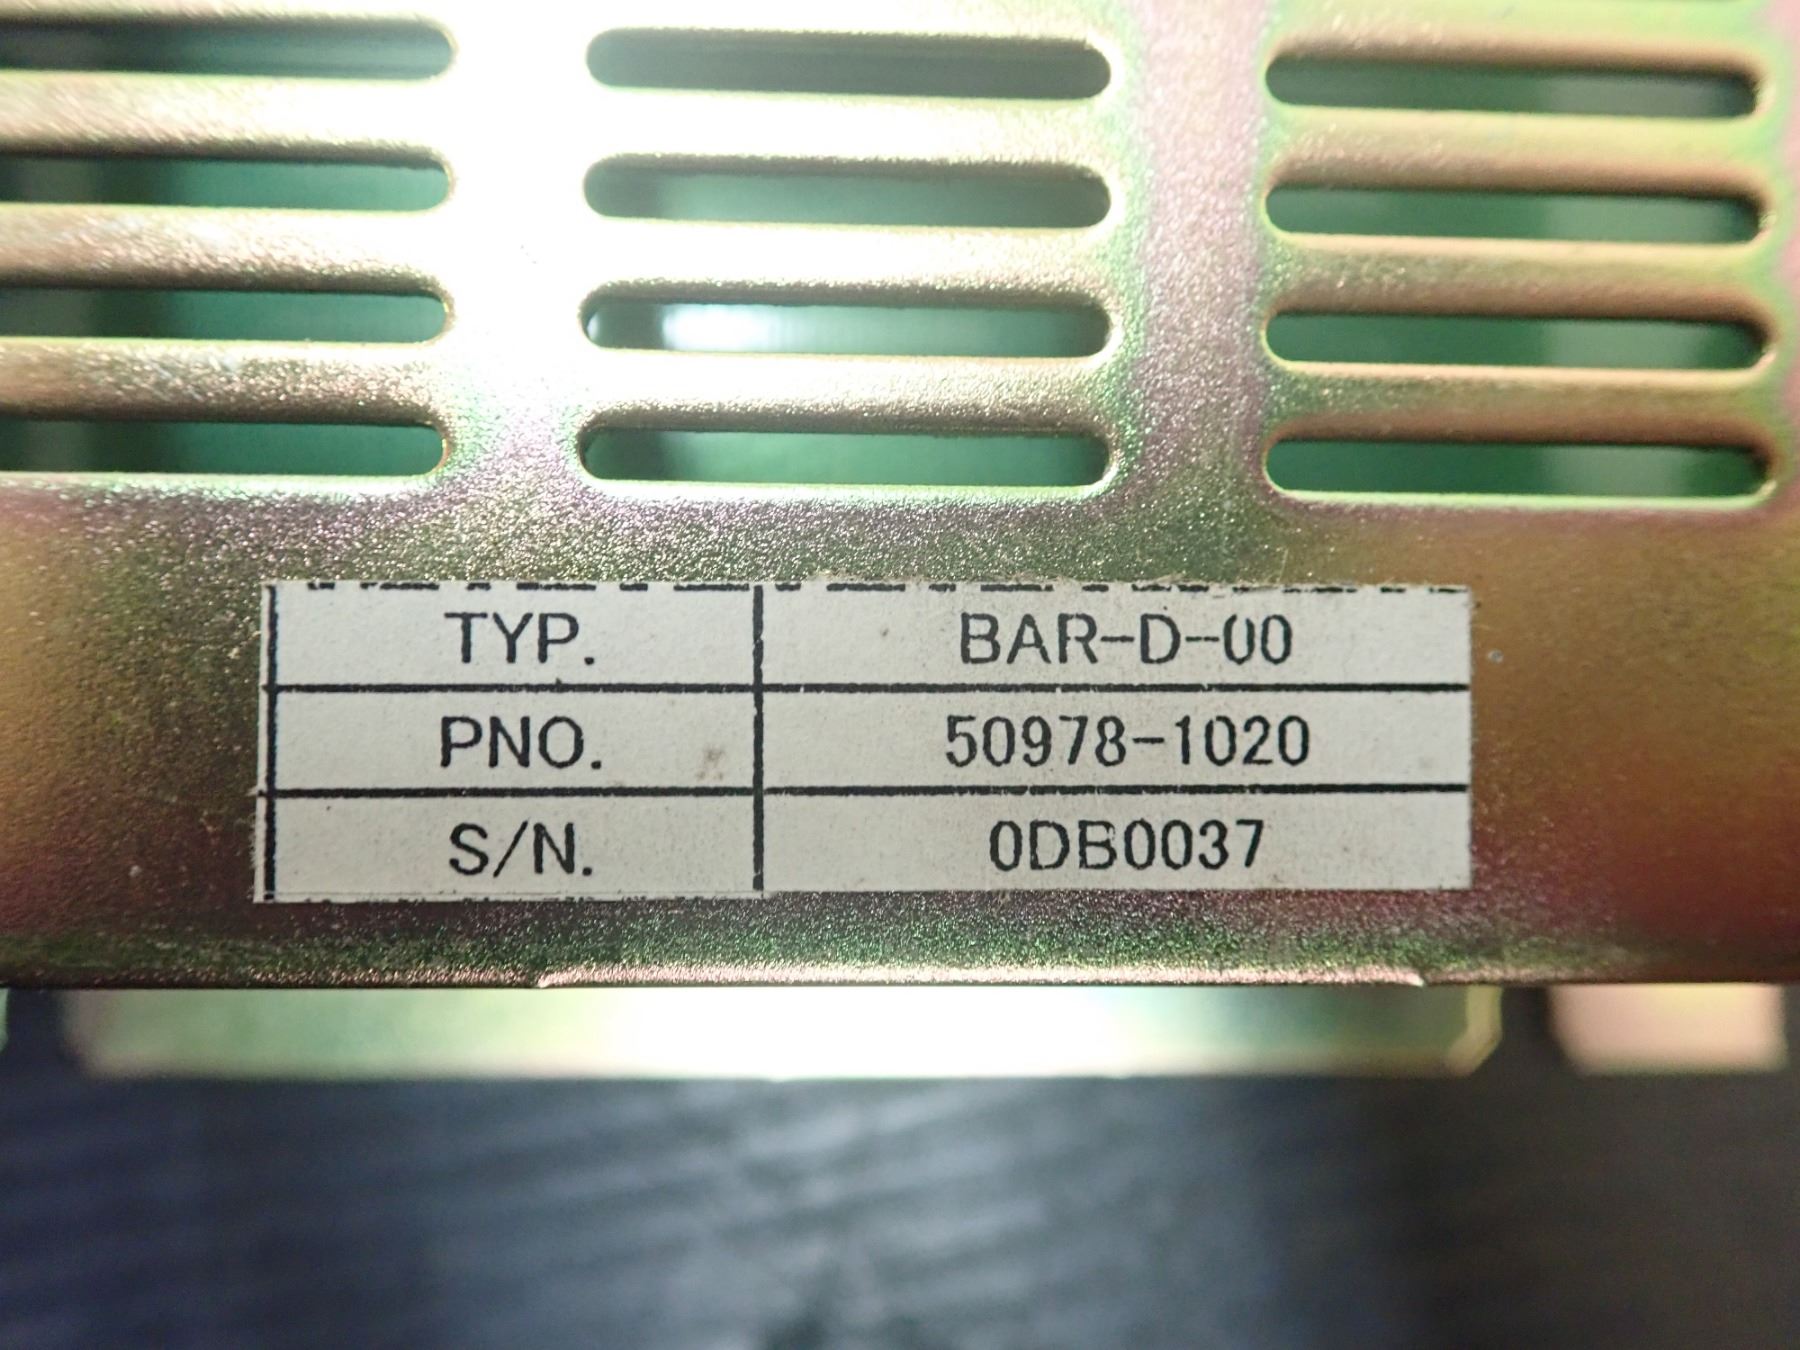 TYP. BAR-D-00
PNO. 50978-1020
S/N. 0DB0037